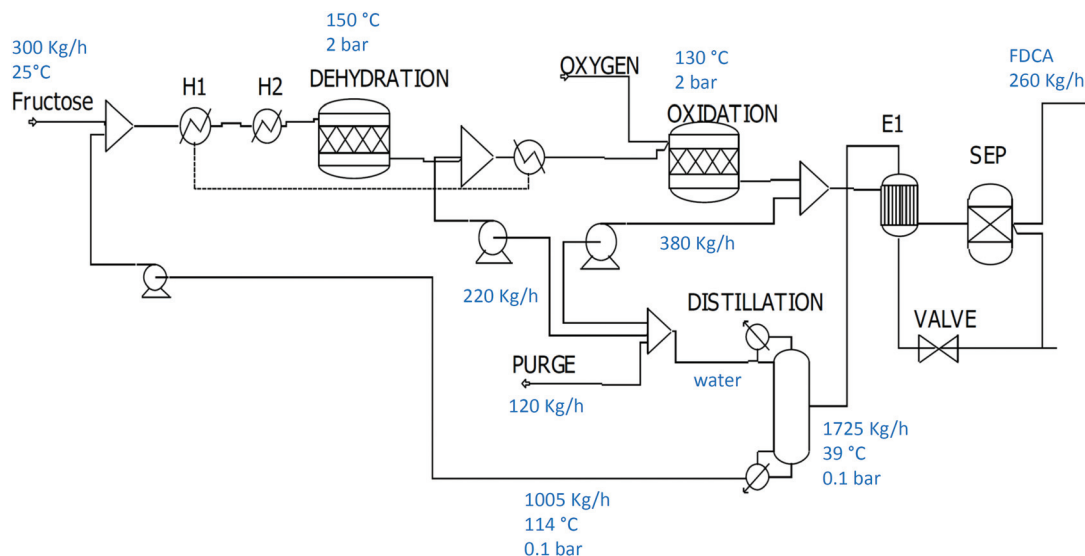 150 °C
2 bar
DEHYDRATION
300 Kg/h
25°C
Fructose
H1
H2
130 °C
2 bar
OXYGEN
OXIDATION
FDCA
260 Kg/h
E1
SEP
380 Kg/h
220 Kg/h
DISTILLATION
VALVE
PURGE
water
120 Kg/h
1725 Kg/h
39 °C
0.1 bar
1005 Kg/h
114 °C
0.1 bar